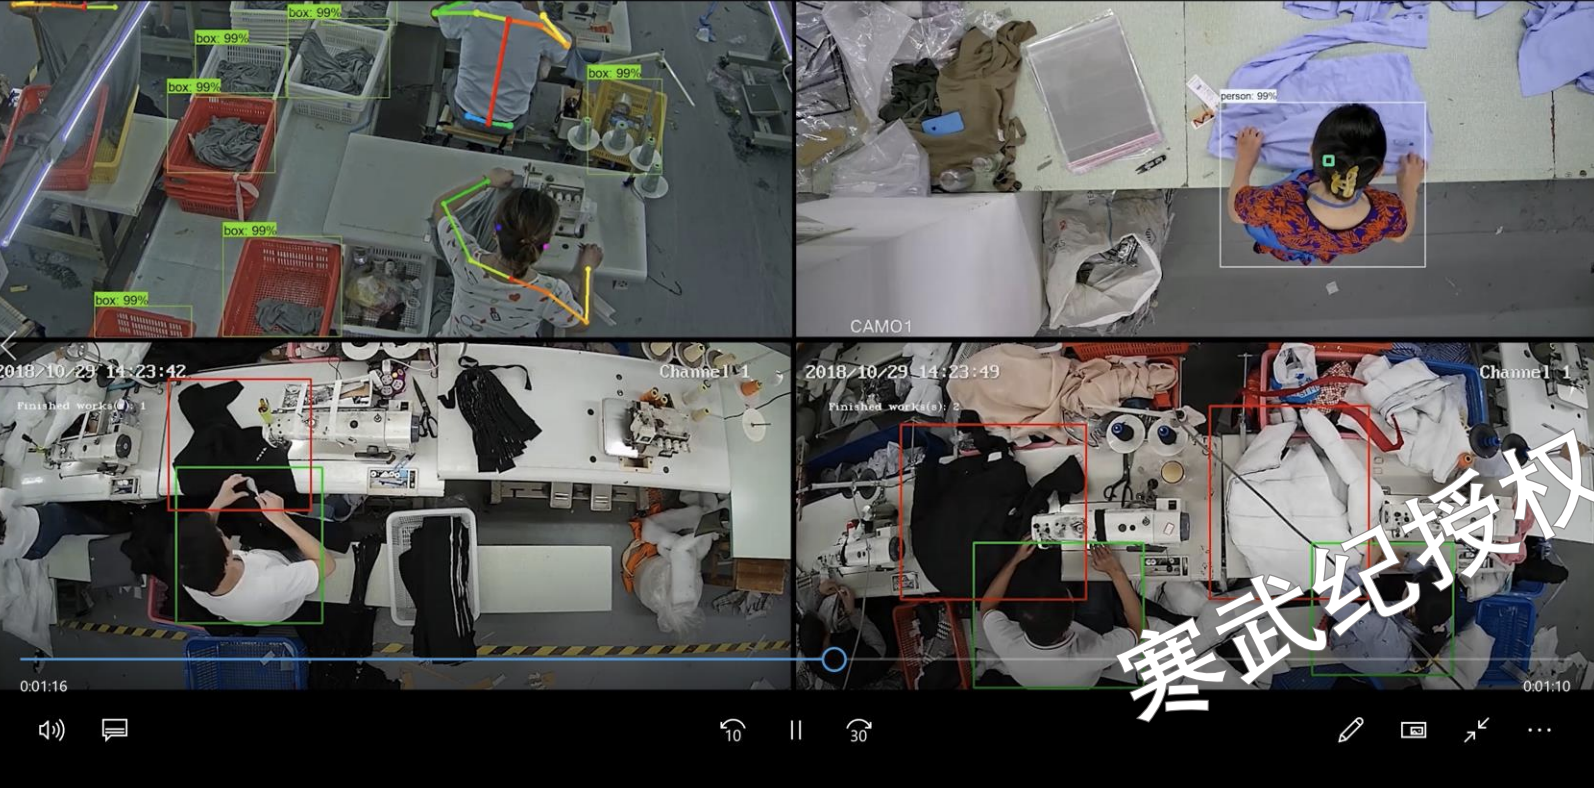 box: 99%
box: 99%
box: 99%
box: 99%
box: 99%
box: 99%
person: 99%
CAMO1
2018/10/29 14:23:42
Channel 1
Finished works(s): 1
2018/10/29 14:23:49
Channel 1
Finished works(s): 2
寒武纪授权
0:01:16
0:01:10
10
30